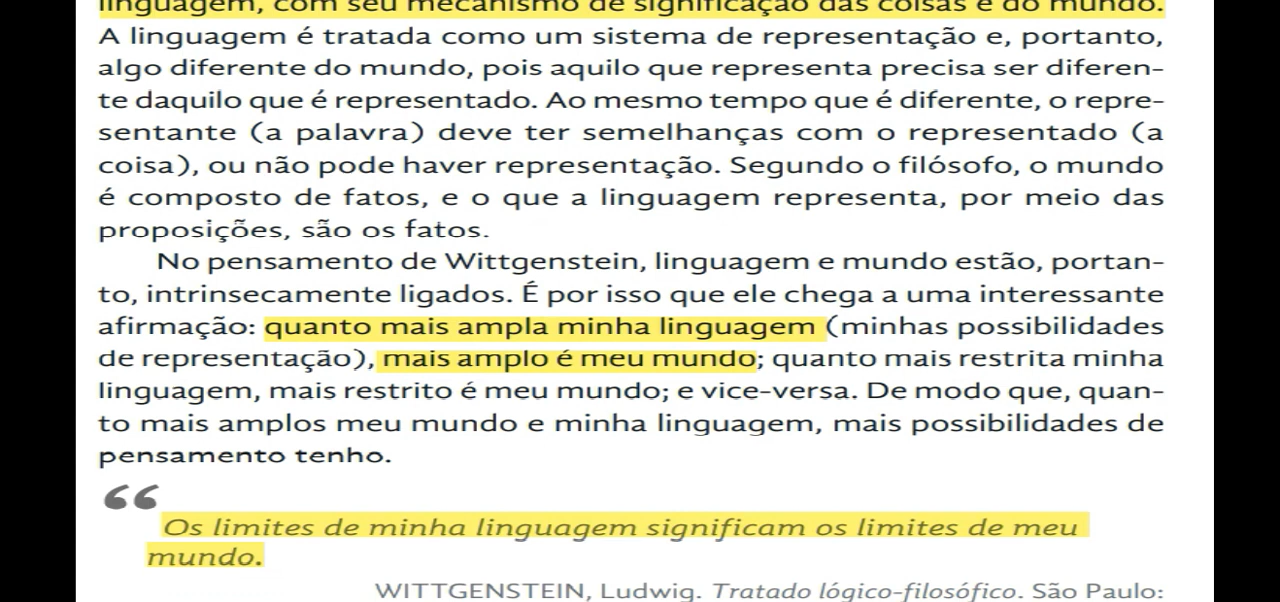 linguagem, com seu mecanismo de significação das coisas e do mundo.
A linguagem é tratada como um sistema de representação e, portanto,
algo diferente do mundo, pois aquilo que representa precisa ser diferen-
te daquilo que é representado. Ao mesmo tempo que é diferente, o repre-
sentante (a palavra) deve ter semelhanças com o representado (a
coisa), ou não pode haver representação. Segundo o filósofo, o mundo
é composto de fatos, e o que a linguagem representa, por meio das
proposições, são os fatos.
No pensamento de Wittgenstein, linguagem e mundo estão, portan-
to, intrinsecamente ligados. É por isso que ele chega a uma interessante
afirmação: quanto mais ampla minha linguagem (minhas possibilidades
de representação), mais amplo é meu mundo; quanto mais restrita minha
linguagem, mais restrito é meu mundo; e vice-versa. De modo que, quan-
to mais amplos meu mundo e minha linguagem, mais possibilidades de
pensamento tenho.
“
Os limites de minha linguagem significam os limites de meu
mundo.
WITTGENSTEIN, Ludwig. Tratado lógico-filosófico. São Paulo: